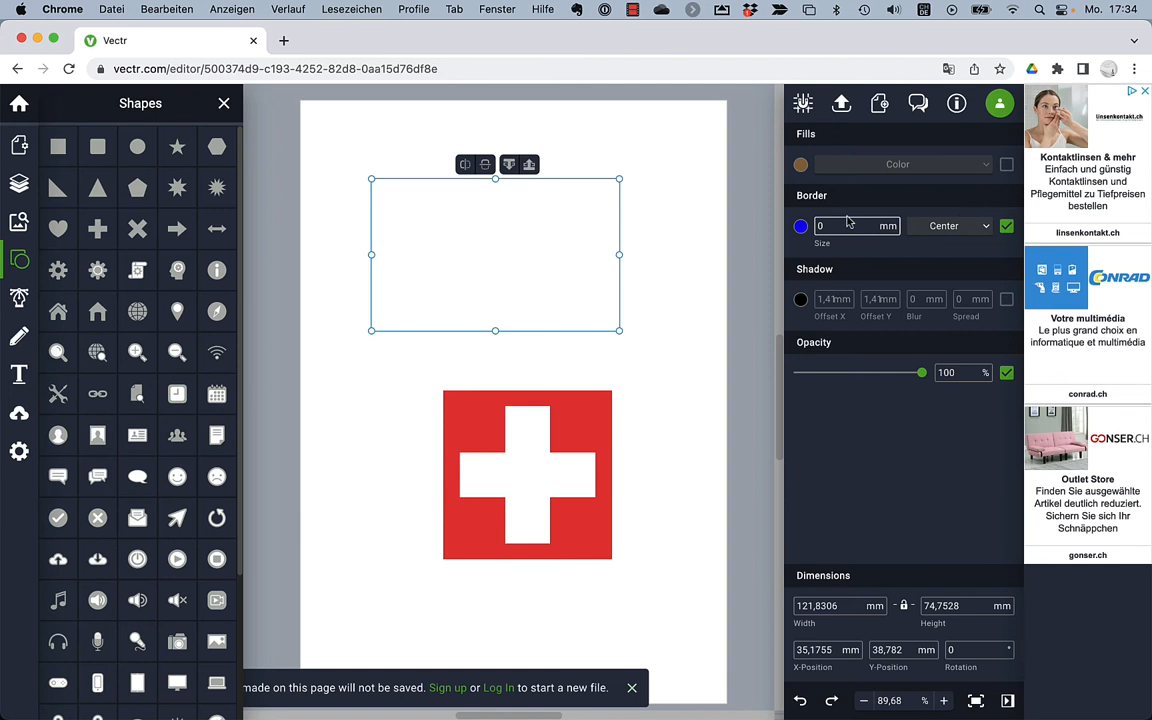 Chrome Datei Bearbeiten Anzeigen Verlauf Lesezeichen Profile Tab Fenster Hilfe CH DE Mo. 17:34
Vectr
vectr.com/editor/500374d9-c193-4252-82d8-0aa15d76df8e
Shapes
Fills
Color
Border
0 mm Center
Size
Shadow
1,41mm 1,41mm 0 mm 0 mm
Offset X Offset Y Blur Spread
Opacity
100 %
Dimensions
121,8306 mm 74,7528 mm
Width Height
35,1755 mm 38,782 mm 0 °
X-Position Y-Position Rotation
89,68 %
made on this page will not be saved. Sign up or Log In to start a new file.
linsenkontakt.ch
Kontaktlinsen & mehr
Einfach und günstig
Kontaktlinsen und
Pflegemittel zu Tiefpreisen
bestellen
linsenkontakt.ch
CONRAD
Votre multimédia
Le plus grand choix en
informatique et multimédia
conrad.ch
GONSER.CH
Outlet Store
Finden Sie ausgewählte
Artikel deutlich reduziert.
Sichern Sie sich Ihr
Schnäppchen
gonser.ch